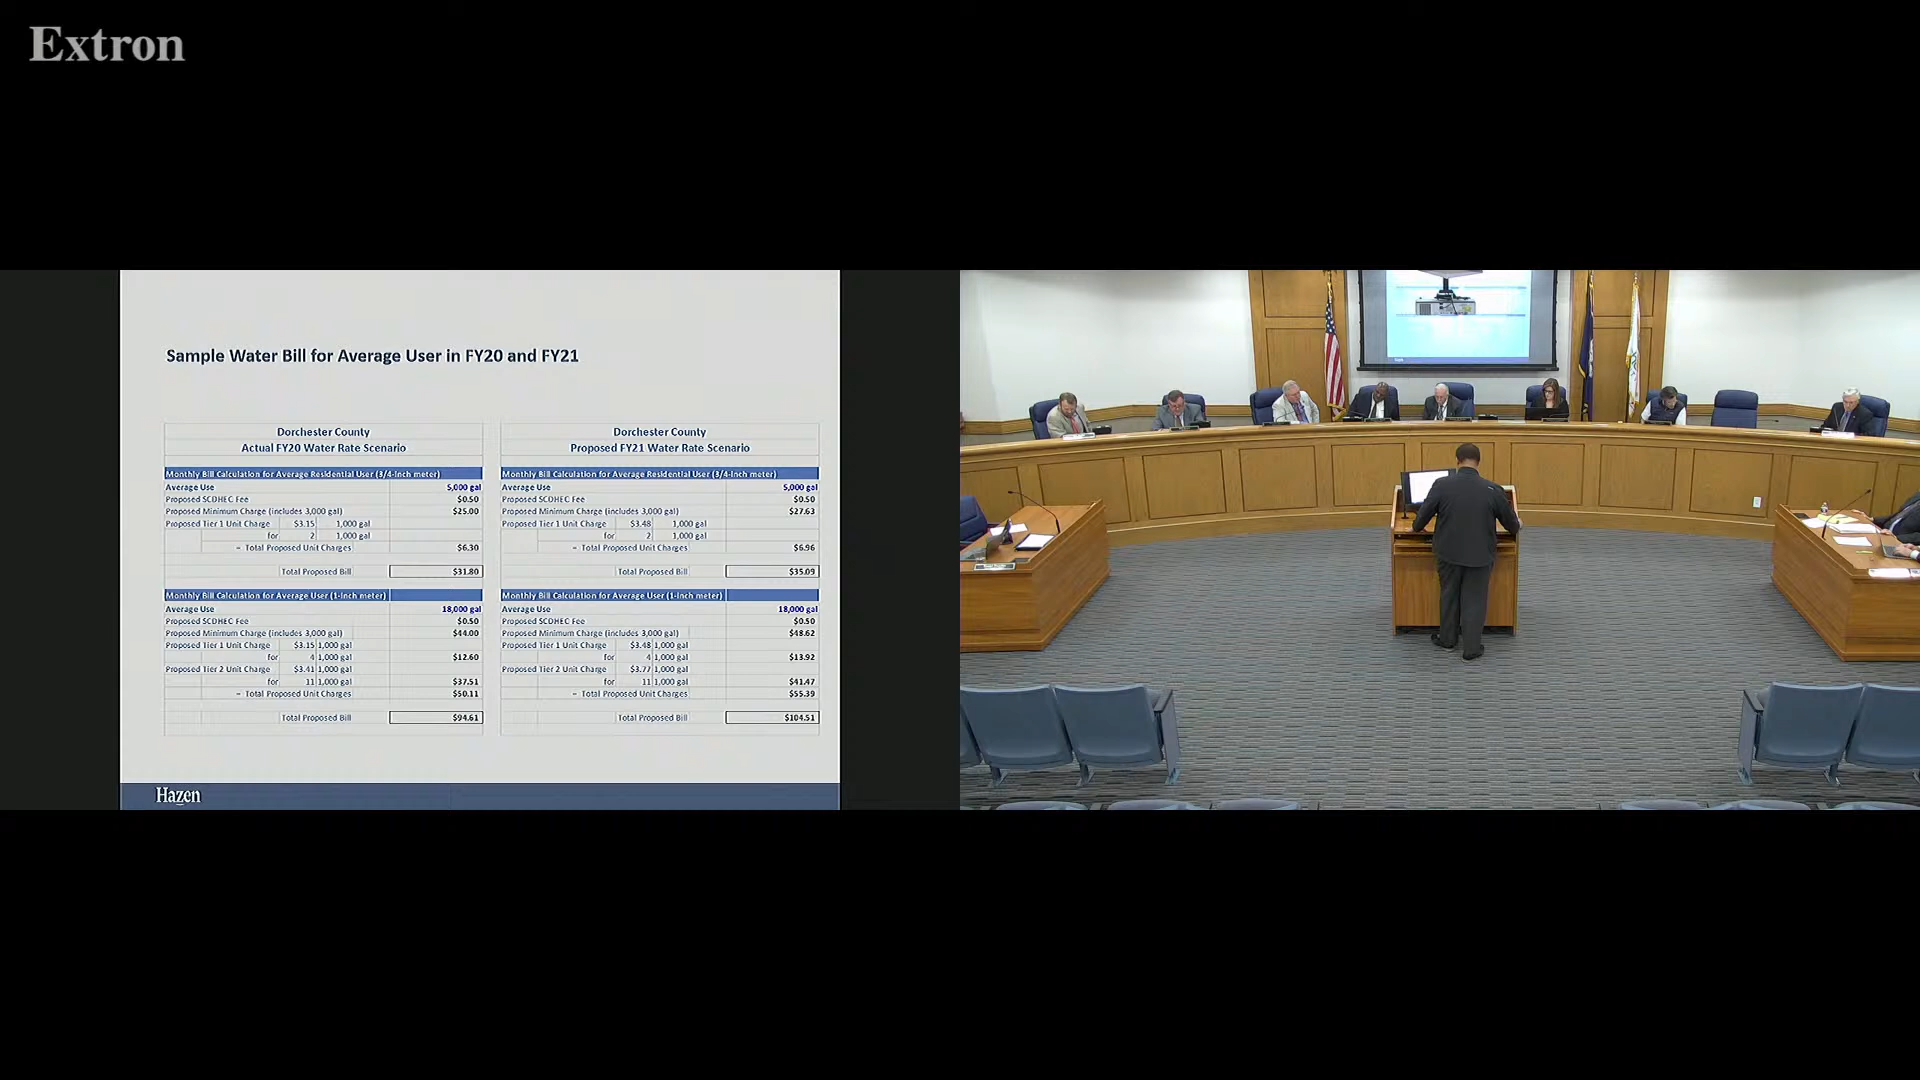 Extron
Sample Water Bill for Average User in FY20 and FY21
Dorchester County
Actual FY20 Water Rate Scenario
Monthly Bill Calculation for Average Residential User (3/4-Inch meter)
Average Use 5,000 gal
Proposed SCDHEC Fee $0.50
Proposed Minimum Charge (includes 3,000 gal) $25.00
Proposed Tier 1 Unit Charge $3.15 1,000 gal
for 2 1,000 gal
= Total Proposed Unit Charges $6.30
Total Proposed Bill $31.80
Monthly Bill Calculation for Average User (1-Inch meter)
Average Use 18,000 gal
Proposed SCDHEC Fee $0.50
Proposed Minimum Charge (includes 3,000 gal) $44.00
Proposed Tier 1 Unit Charge $3.15 1,000 gal
for 4 1,000 gal $12.60
Proposed Tier 2 Unit Charge $3.41 1,000 gal
for 11 1,000 gal $37.51
= Total Proposed Unit Charges $50.11
Total Proposed Bill $94.61
Dorchester County
Proposed FY21 Water Rate Scenario
Monthly Bill Calculation for Average Residential User (3/4-Inch meter)
Average Use 5,000 gal
Proposed SCDHEC Fee $0.50
Proposed Minimum Charge (includes 3,000 gal) $27.63
Proposed Tier 1 Unit Charge $3.48 1,000 gal
for 2 1,000 gal
= Total Proposed Unit Charges $6.96
Total Proposed Bill $35.09
Monthly Bill Calculation for Average User (1-Inch meter)
Average Use 18,000 gal
Proposed SCDHEC Fee $0.50
Proposed Minimum Charge (includes 3,000 gal) $48.62
Proposed Tier 1 Unit Charge $3.48 1,000 gal
for 4 1,000 gal $13.92
Proposed Tier 2 Unit Charge $3.77 1,000 gal
for 11 1,000 gal $41.47
= Total Proposed Unit Charges $55.39
Total Proposed Bill $104.51
Hazen